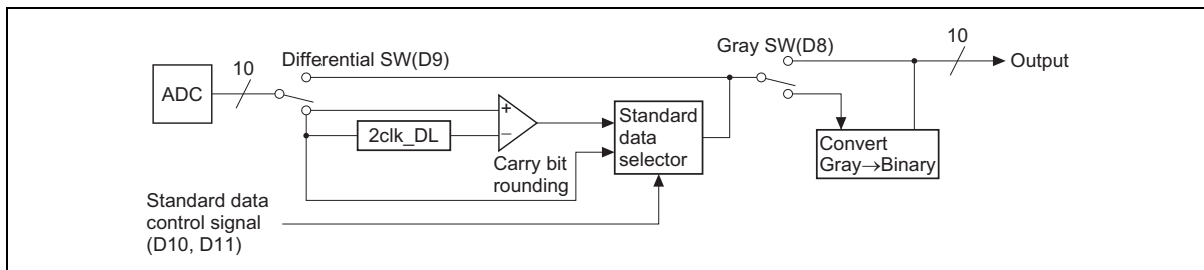 10
Gray SW(D8)
Differential SW(D9)
10
Output
ADC
+
Standard
data
selector
2clk_DL
−
Convert
Gray→Binary
Carry bit
rounding
Standard data
control signal
(D10, D11)